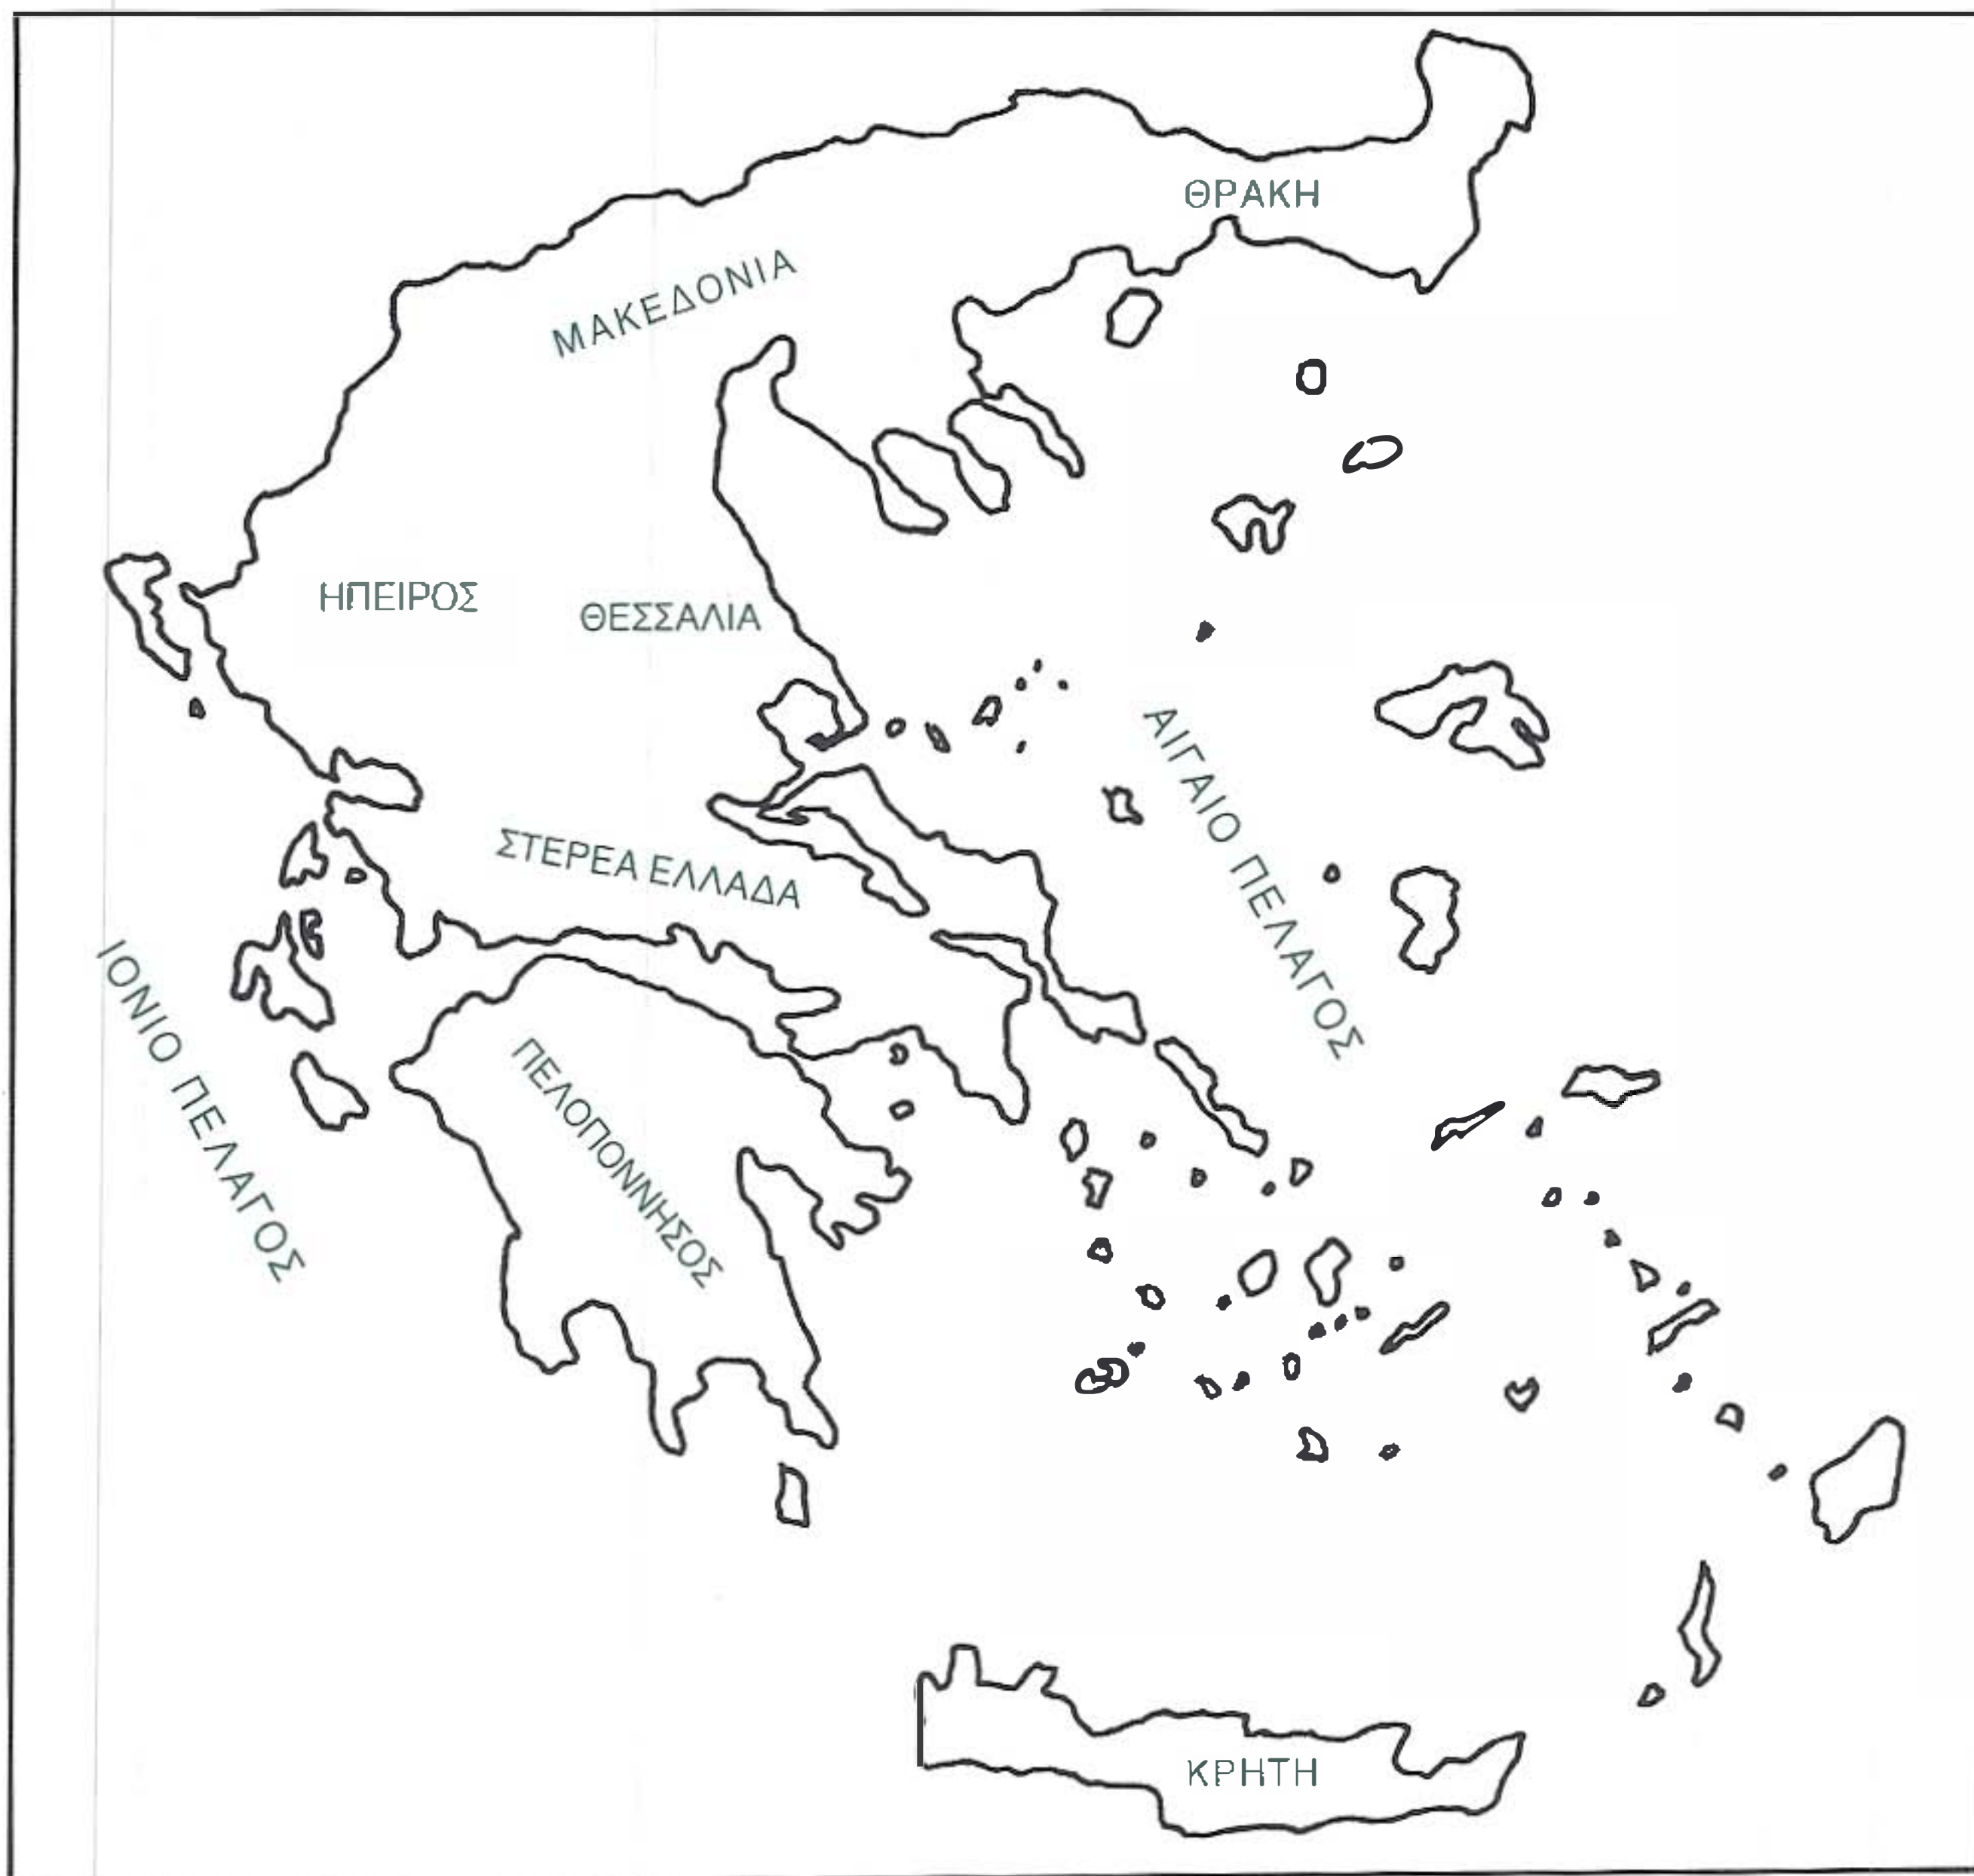 ΘΡΑΚΗ
ΜΑΚΕΔΟΝΙΑ
ΗΠΕΙΡΟΣ
ΘΕΣΣΑΛΙΑ
ΑΙΓΑΙΟ ΠΕΛΑΓΟΣ
ΣΤΕΡΕΑ ΕΛΛΑΔΑ
ΙΟΝΙΟ ΠΕΛΑΓΟΣ
ΠΕΛΟΠΟΝΝΗΣΟΣ
ΚΡΗΤΗ